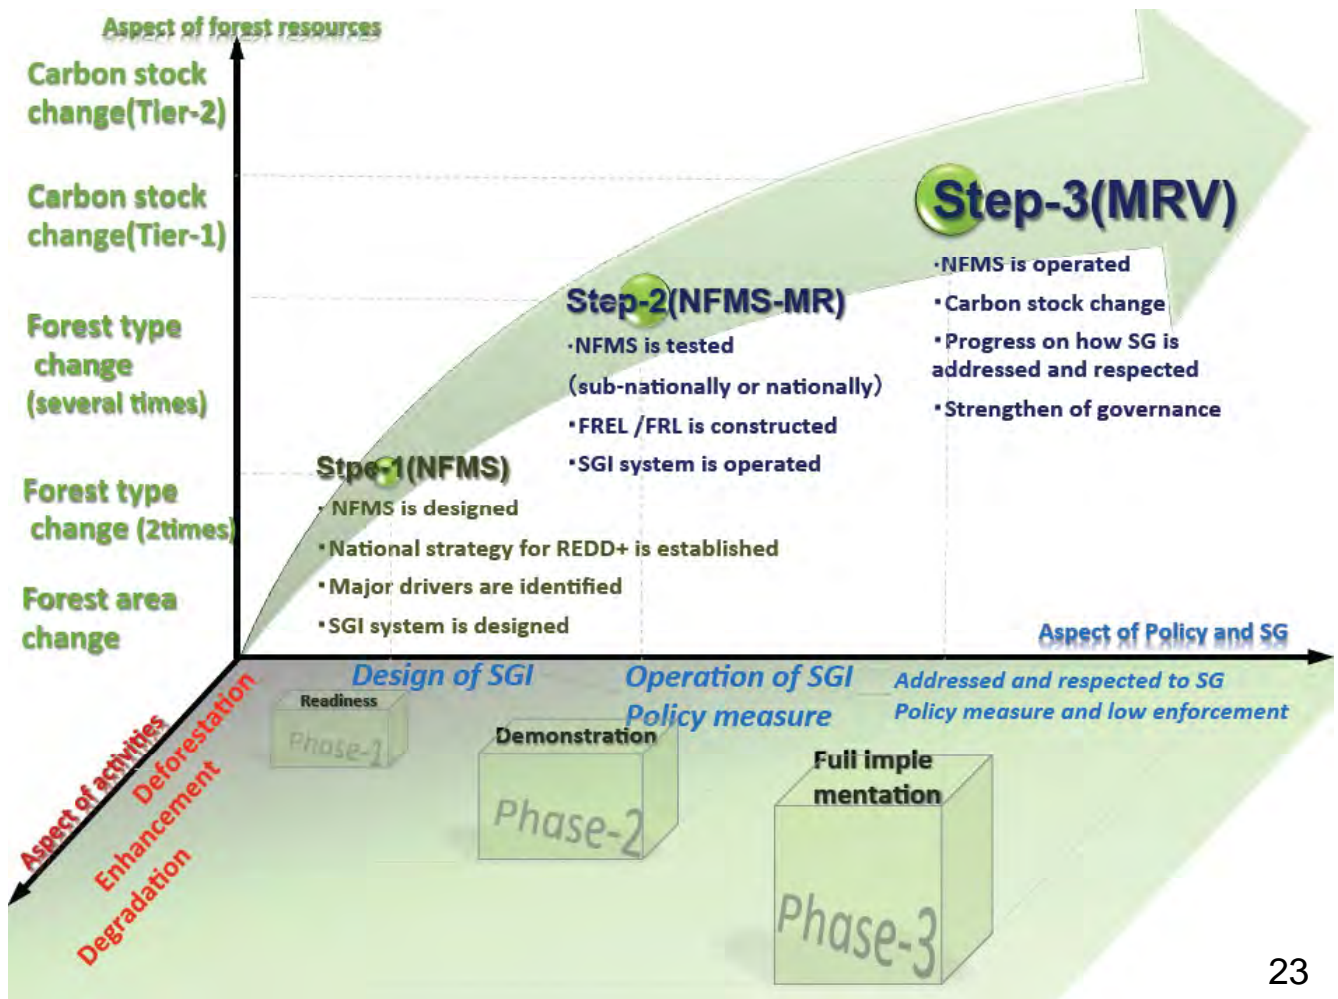 Aspect of forest resources
Carbon stock
change(Tier-2)
Carbon stock
change(Tier-1)
Forest type
change
(several times)
Forest type
change (2times)
Forest area
change
Step-3(MRV)
·NFMS is operated
・Carbon stock change
・Progress on how SG is
addressed and respected
・Strengthen of governance
Step-2(NFMS-MR)
·NFMS is tested
(sub-nationally or nationally)
・FREL /FRL is constructed
・SGI system is operated
Stpe-1(NFMS)
· NFMS is designed
・National strategy for REDD+ is established
・Major drivers are identified
・SGI system is designed
Aspect of Policy and SG
Design of SGI
Operation of SGI
Policy measure
Addressed and respected to SG
Policy measure and low enforcement
Aspect of activities
Deforestation
Enhancement
Degradation
Readiness
Phase-1
Demonstration
Phase-2
Full imple
mentation
Phase-3
23